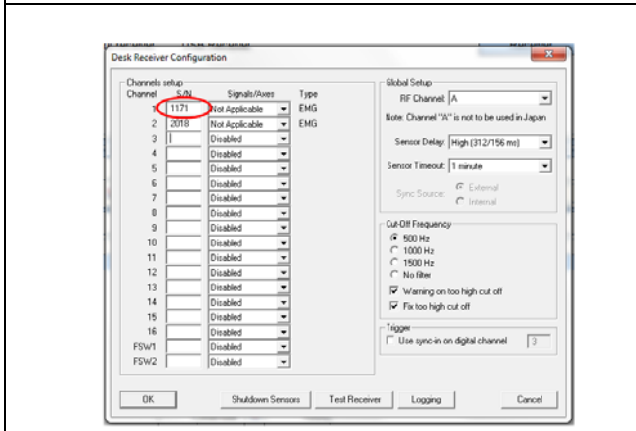 Desk Receiver Configuration
Channels setup
Channel S/N Signals/Axes Type
1 1171 Not Applicable EMG
2 2018 Not Applicable EMG
3 Disabled
4 Disabled
5 Disabled
6 Disabled
7 Disabled
8 Disabled
9 Disabled
10 Disabled
11 Disabled
12 Disabled
13 Disabled
14 Disabled
15 Disabled
16 Disabled
FSW1 Disabled
FSW2 Disabled
Global Setup
RF Channel: A
Note: Channel "A" is not to be used in Japan
Sensor Delay: High (312/156 ms)
Sensor Timeout: 1 minute
Sync Source: External
Internal
Cut-Off Frequency
500 Hz
1000 Hz
1500 Hz
No filter
Warning on too high cut off
Fix too high cut off
Trigger
Use sync-in on digital channel 3
OK Shutdown Sensors Test Receiver Logging Cancel